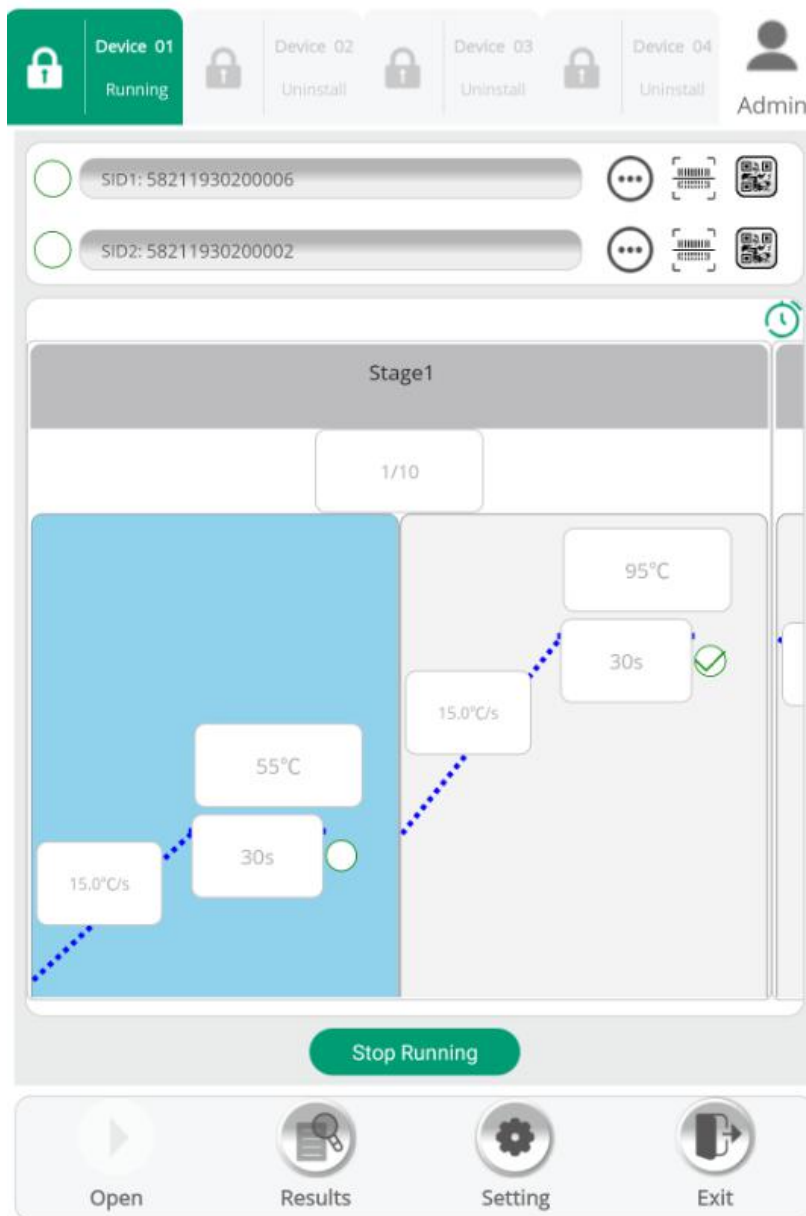 Device 01
Running
Device 02
Uninstall
Device 03
Uninstall
Device 04
Uninstall
Admin
SID1: 58211930200006
SID2: 58211930200002
Stage1
1/10
95°C
30s
15.0°C/s
55°C
30s
15.0°C/s
Stop Running
Open
Results
Setting
Exit